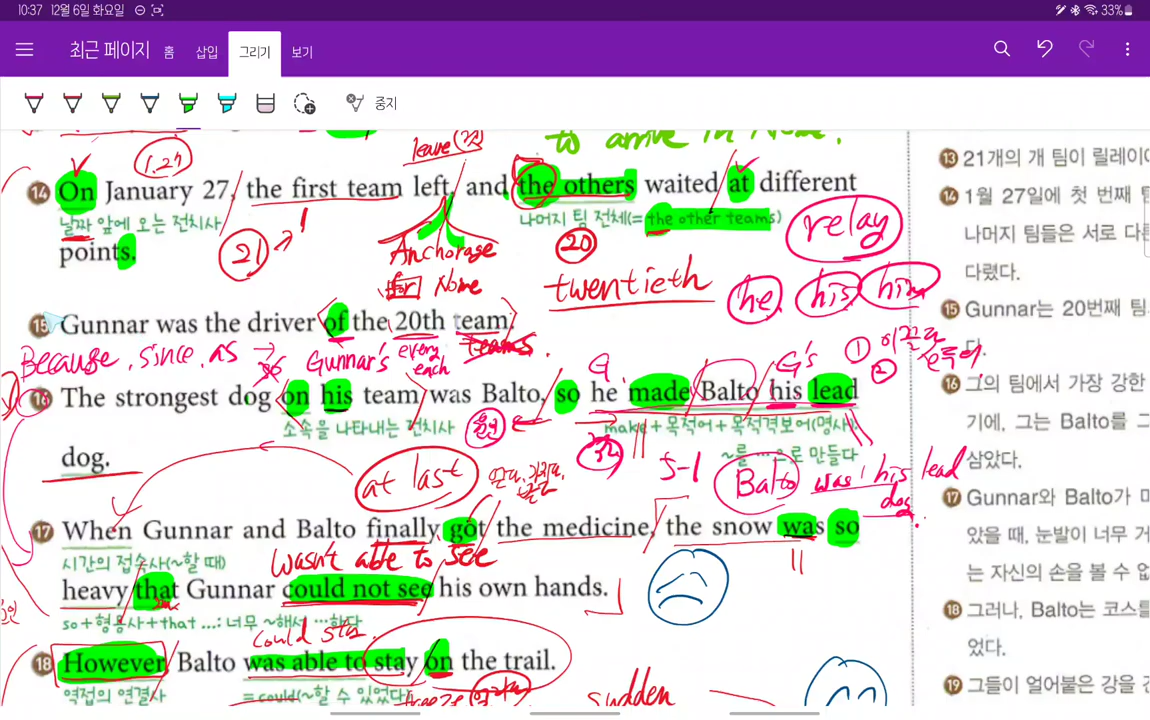 10:37 12월 6일 화요일 33%
최근 페이지 홈 삽입 그리기 보기
중지
to arrive in Nome.
leave
1.27
14 On January 27, the first team left, and the others waited at different
날짜 앞에 오는 전치사 나머지 팀 전체(= the other teams)
points.
21 Anchorage 20 relay
for Nome twentieth he his him
15 Gunnar was the driver of the 20th team.
Because, since, as → so Gunnar's every teams.
each
G G's ① ②
16 The strongest dog on his team was Balto, so he made Balto his lead
소속을 나타내는 전치사 make+목적어+목적격보어(명사):
~를 …으로 만들다
dog.
at last 5-1 Balto was his lead
dog.
17 When Gunnar and Balto finally got the medicine, the snow was so
시간의 접속사(~할 때) wasn't able to see
heavy that Gunnar could not see his own hands.
so+형용사+that …: 너무 ~해서 …하다
could stay
18 However Balto was able to stay on the trail.
역접의 연결사 = could(~할 수 있었다) freeze sudden
13 21개의 개 팀이 릴레이
14 1월 27일에 첫 번째 팀
나머지 팀들은 서로 다른
다렸다.
15 Gunnar는 20번째 팀
다.
16 그의 팀에서 가장 강한
기에, 그는 Balto를 그
삼았다.
17 Gunnar와 Balto가 마
았을 때, 눈발이 너무 거
는 자신의 손을 볼 수 없
18 그러나, Balto는 코스를
었다.
19 그들이 얼어붙은 강을 건